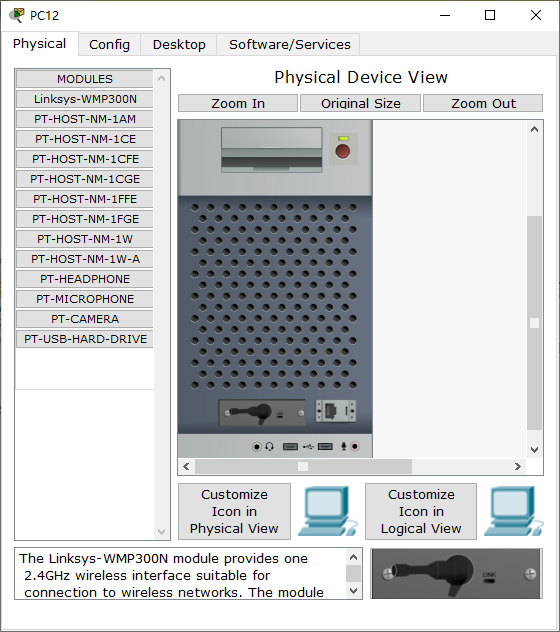 PC12
Physical
Config
Desktop
Software/Services
MODULES
Linksys-WMP300N
PT-HOST-NM-1AM
PT-HOST-NM-1CE
PT-HOST-NM-1CFE
PT-HOST-NM-1CGE
PT-HOST-NM-1FFE
PT-HOST-NM-1FGE
PT-HOST-NM-1W
PT-HOST-NM-1W-A
PT-HEADPHONE
PT-MICROPHONE
PT-CAMERA
PT-USB-HARD-DRIVE
Physical Device View
Zoom In
Original Size
Zoom Out
Customize
Icon in
Physical View
Customize
Icon in
Logical View
The Linksys-WMP300N module provides one
2.4GHz wireless interface suitable for
connection to wireless networks. The module
LINK